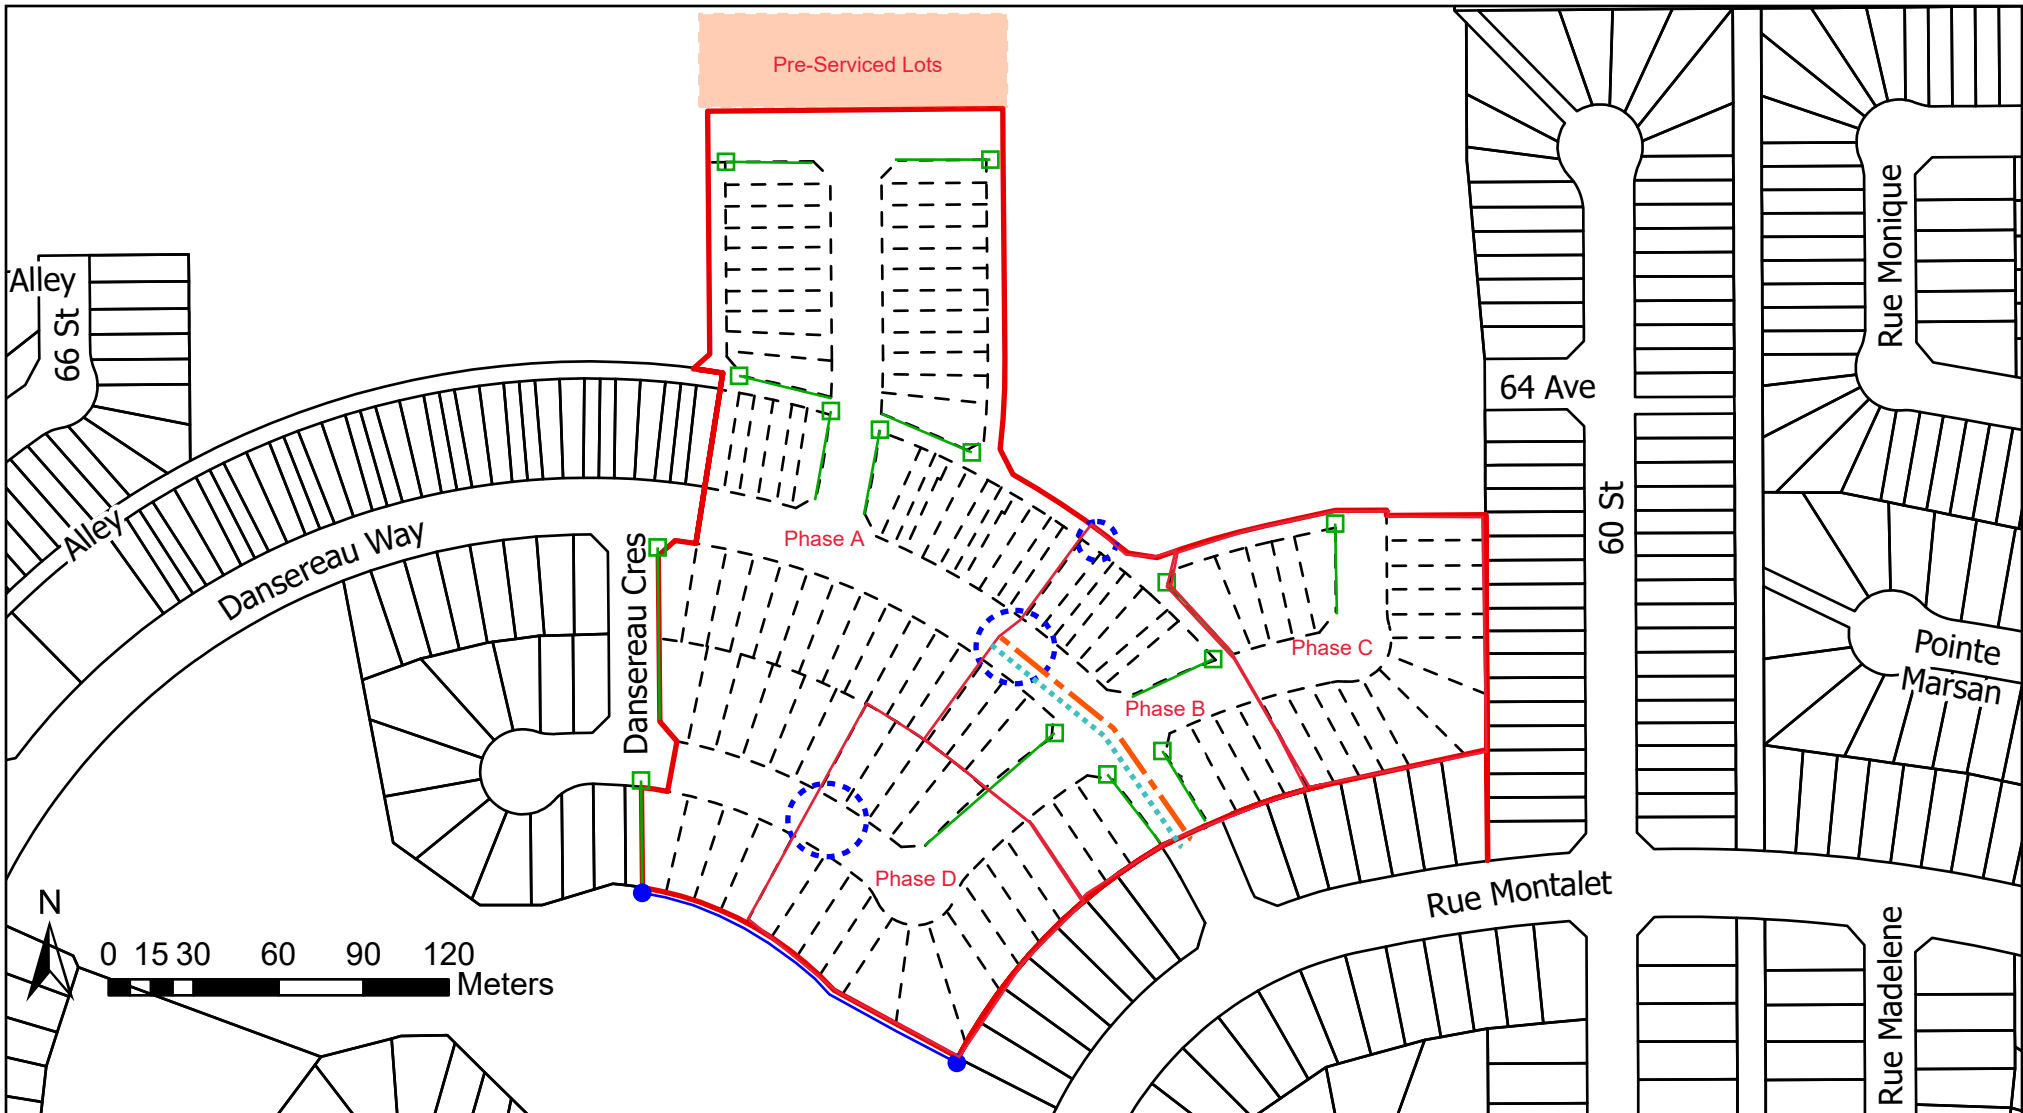 Pre-Serviced Lots
Alley
66 St
Rue Monique
64 Ave
60 St
Alley
Dansereau Way
Dansereau Cres
Phase A
Phase C
Pointe
Marsan
Phase B
Phase D
Rue Montalet
Rue Madelene
N
0 15 30 60 90 120
Meters